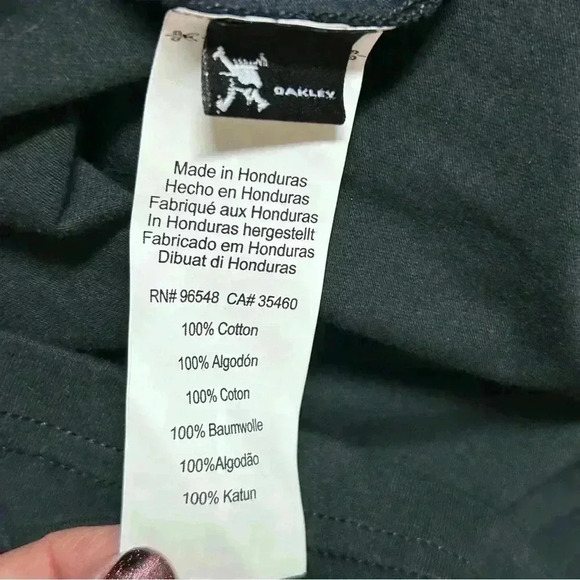 OAKLEY
Made in Honduras
Hecho en Honduras
Fabriqué aux Honduras
In Honduras hergestellt
Fabricado em Honduras
Dibuat di Honduras
RN# 96548 CA# 35460
100% Cotton
100% Algodón
100% Coton
100% Baumwolle
100%Algodão
100% Katun